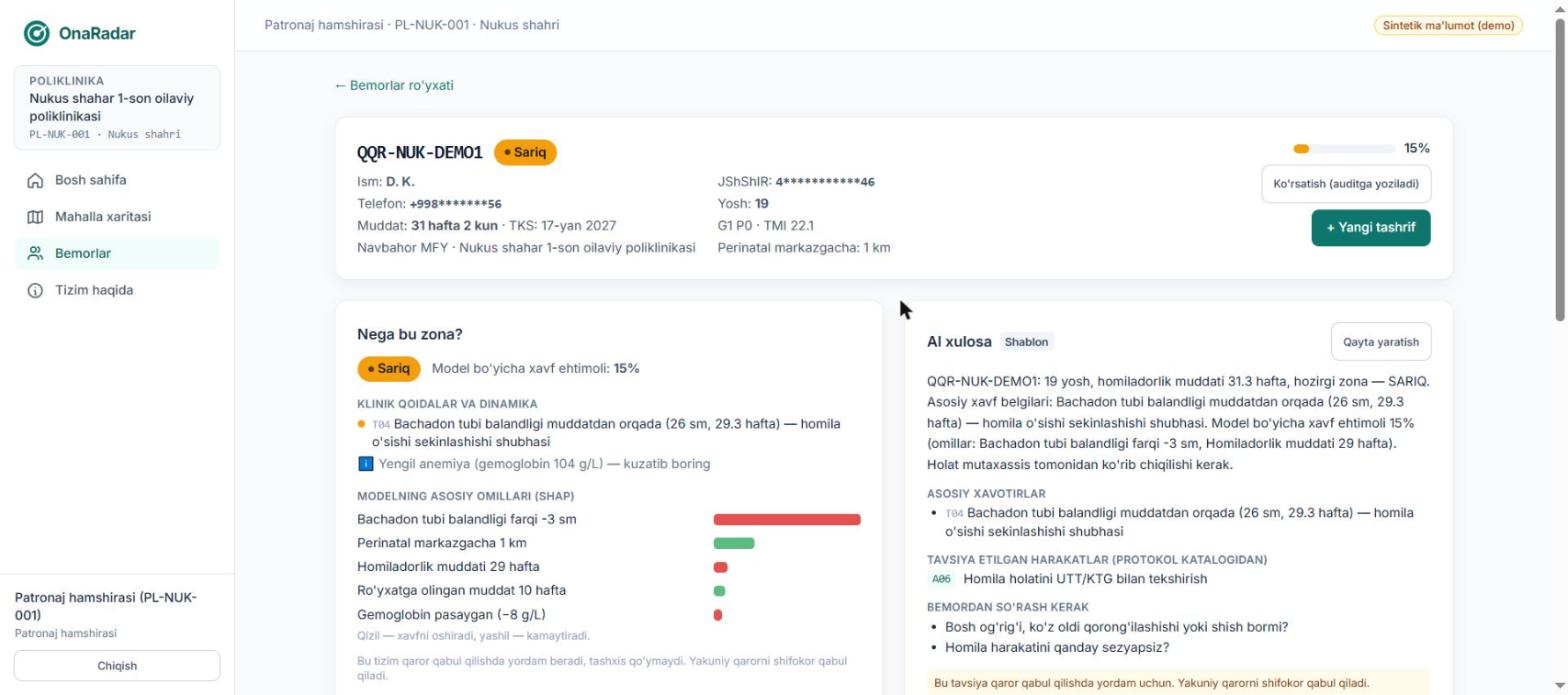 OnaRadar
Patronaj hamshirasi · PL-NUK-001 · Nukus shahri
Sintetik ma'lumot (demo)
POLIKLINIKA
Nukus shahar 1-son oilaviy
poliklinikasi
PL-NUK-001 · Nukus shahri
Bosh sahifa
Mahalla xaritasi
Bemorlar
Tizim haqida
Patronaj hamshirasi (PL-NUK-
001)
Patronaj hamshirasi
Chiqish
← Bemorlar ro'yxati
QQR-NUK-DEMO1 Sariq
Ism: D. K.
Telefon: +998*******56
Muddat: 31 hafta 2 kun · TKS: 17-yan 2027
Navbahor MFY · Nukus shahar 1-son oilaviy poliklinikasi
JShShIR: 4***********46
Yosh: 19
G1 P0 · TMI 22.1
Perinatal markazgacha: 1 km
15%
Ko'rsatish (auditga yoziladi)
+ Yangi tashrif
Nega bu zona?
Sariq Model bo'yicha xavf ehtimoli: 15%
KLINIK QOIDALAR VA DINAMIKA
T04 Bachadon tubi balandligi muddatdan orqada (26 sm, 29.3 hafta) — homila
o'sishi sekinlashishi shubhasi
Yengil anemiya (gemoglobin 104 g/L) — kuzatib boring
MODELNING ASOSIY OMILLARI (SHAP)
Bachadon tubi balandligi farqi -3 sm
Perinatal markazgacha 1 km
Homiladorlik muddati 29 hafta
Ro'yxatga olingan muddat 10 hafta
Gemoglobin pasaygan (−8 g/L)
Qizil — xavfni oshiradi, yashil — kamaytiradi.
Bu tizim qaror qabul qilishda yordam beradi, tashxis qo'ymaydi. Yakuniy qarorni shifokor qabul
qiladi.
AI xulosa Shablon
Qayta yaratish
QQR-NUK-DEMO1: 19 yosh, homiladorlik muddati 31.3 hafta, hozirgi zona — SARIQ.
Asosiy xavf belgilari: Bachadon tubi balandligi muddatdan orqada (26 sm, 29.3
hafta) — homila o'sishi sekinlashishi shubhasi. Model bo'yicha xavf ehtimoli 15%
(omillar: Bachadon tubi balandligi farqi -3 sm, Homiladorlik muddati 29 hafta).
Holat mutaxassis tomonidan ko'rib chiqilishi kerak.
ASOSIY XAVOTIRLAR
• T04 Bachadon tubi balandligi muddatdan orqada (26 sm, 29.3 hafta) — homila
o'sishi sekinlashishi shubhasi
TAVSIYA ETILGAN HARAKATLAR (PROTOKOL KATALOGIDAN)
A06 Homila holatini UTT/KTG bilan tekshirish
BEMORDAN SO'RASH KERAK
• Bosh og'rig'i, ko'z oldi qorong'ilashishi yoki shish bormi?
• Homila harakatini qanday sezyapsiz?
Bu tavsiya qaror qabul qilishda yordam uchun. Yakuniy qarorni shifokor qabul qiladi.